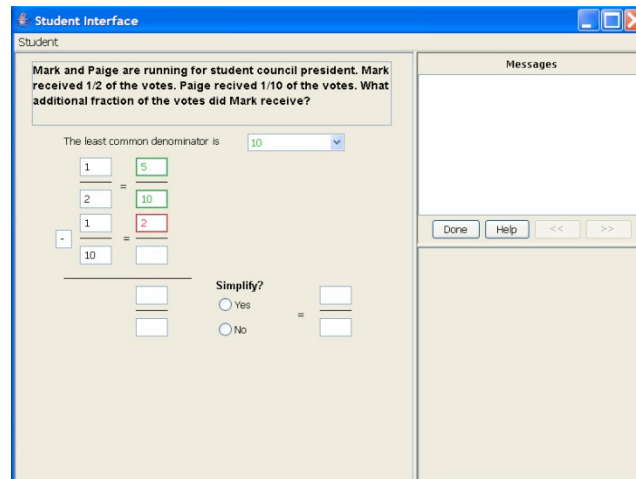 Student Interface
Student
Mark and Paige are running for student council president. Mark
received 1/2 of the votes. Paige recived 1/10 of the votes. What
additional fraction of the votes did Mark receive?
The least common denominator is 10
1 5
=
2 10
1 2
- =
10
Simplify?
Yes
=
No
Messages
Done Help << >>